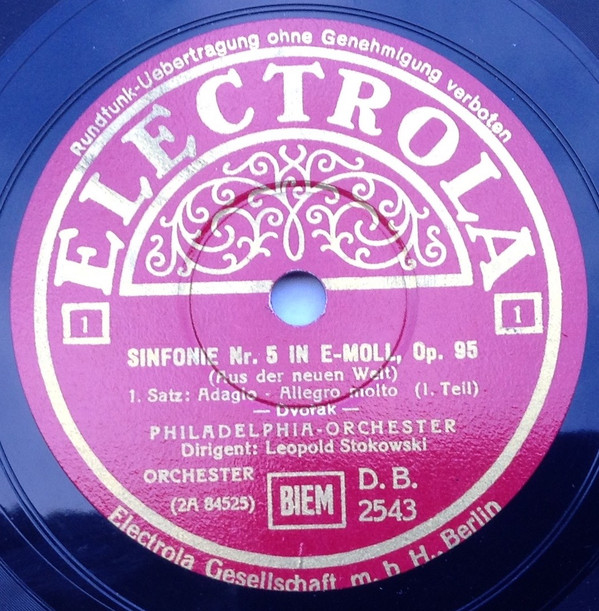 Rundfunk-Uebertragung ohne Genehmigung verboten
ELECTROLA
1
1
SINFONIE Nr. 5 IN E-MOLL, Op. 95
(Aus der neuen Welt)
1. Satz: Adagio - Allegro molto (1. Teil)
— Dvorak —
PHILADELPHIA-ORCHESTER
Dirigent: Leopold Stokowski
ORCHESTER
(2A 84525)
BIEM
D.B.
2543
Electrola Gesellschaft m. b. H., Berlin